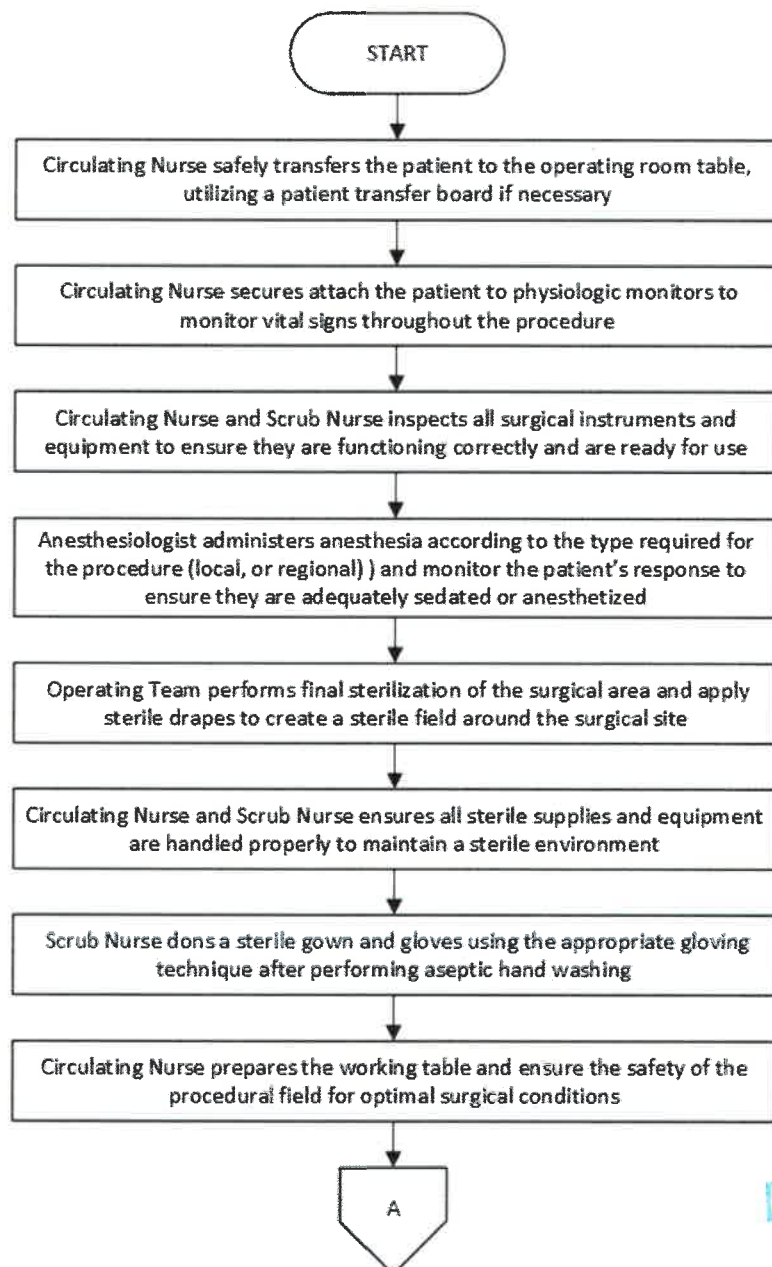 START
Circulating Nurse safely transfers the patient to the operating room table,
utilizing a patient transfer board if necessary
Circulating Nurse secures attach the patient to physiologic monitors to
monitor vital signs throughout the procedure
Circulating Nurse and Scrub Nurse inspects all surgical instruments and
equipment to ensure they are functioning correctly and are ready for use
Anesthesiologist administers anesthesia according to the type required for
the procedure (local, or regional) ) and monitor the patient's response to
ensure they are adequately sedated or anesthetized
Operating Team performs final sterilization of the surgical area and apply
sterile drapes to create a sterile field around the surgical site
Circulating Nurse and Scrub Nurse ensures all sterile supplies and equipment
are handled properly to maintain a sterile environment
Scrub Nurse dons a sterile gown and gloves using the appropriate gloving
technique after performing aseptic hand washing
Circulating Nurse prepares the working table and ensure the safety of the
procedural field for optimal surgical conditions
A